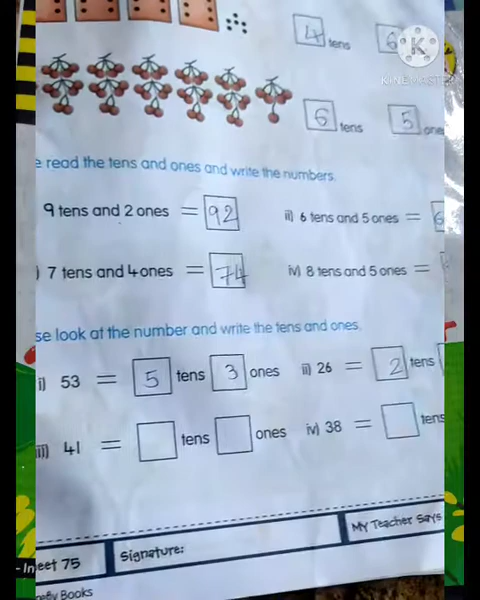 4 tens 6
K
KINEMASTER
6 tens 5 one
e read the tens and ones and write the numbers.
9 tens and 2 ones = 92 ii) 6 tens and 5 ones = 6
) 7 tens and 4 ones = 74 iv) 8 tens and 5 ones =
se look at the number and write the tens and ones.
i) 53 = 5 tens 3 ones ii) 26 = 2 tens
iii) 41 = tens ones iv) 38 = tens
eet 75 Signature: My Teacher Says
Books